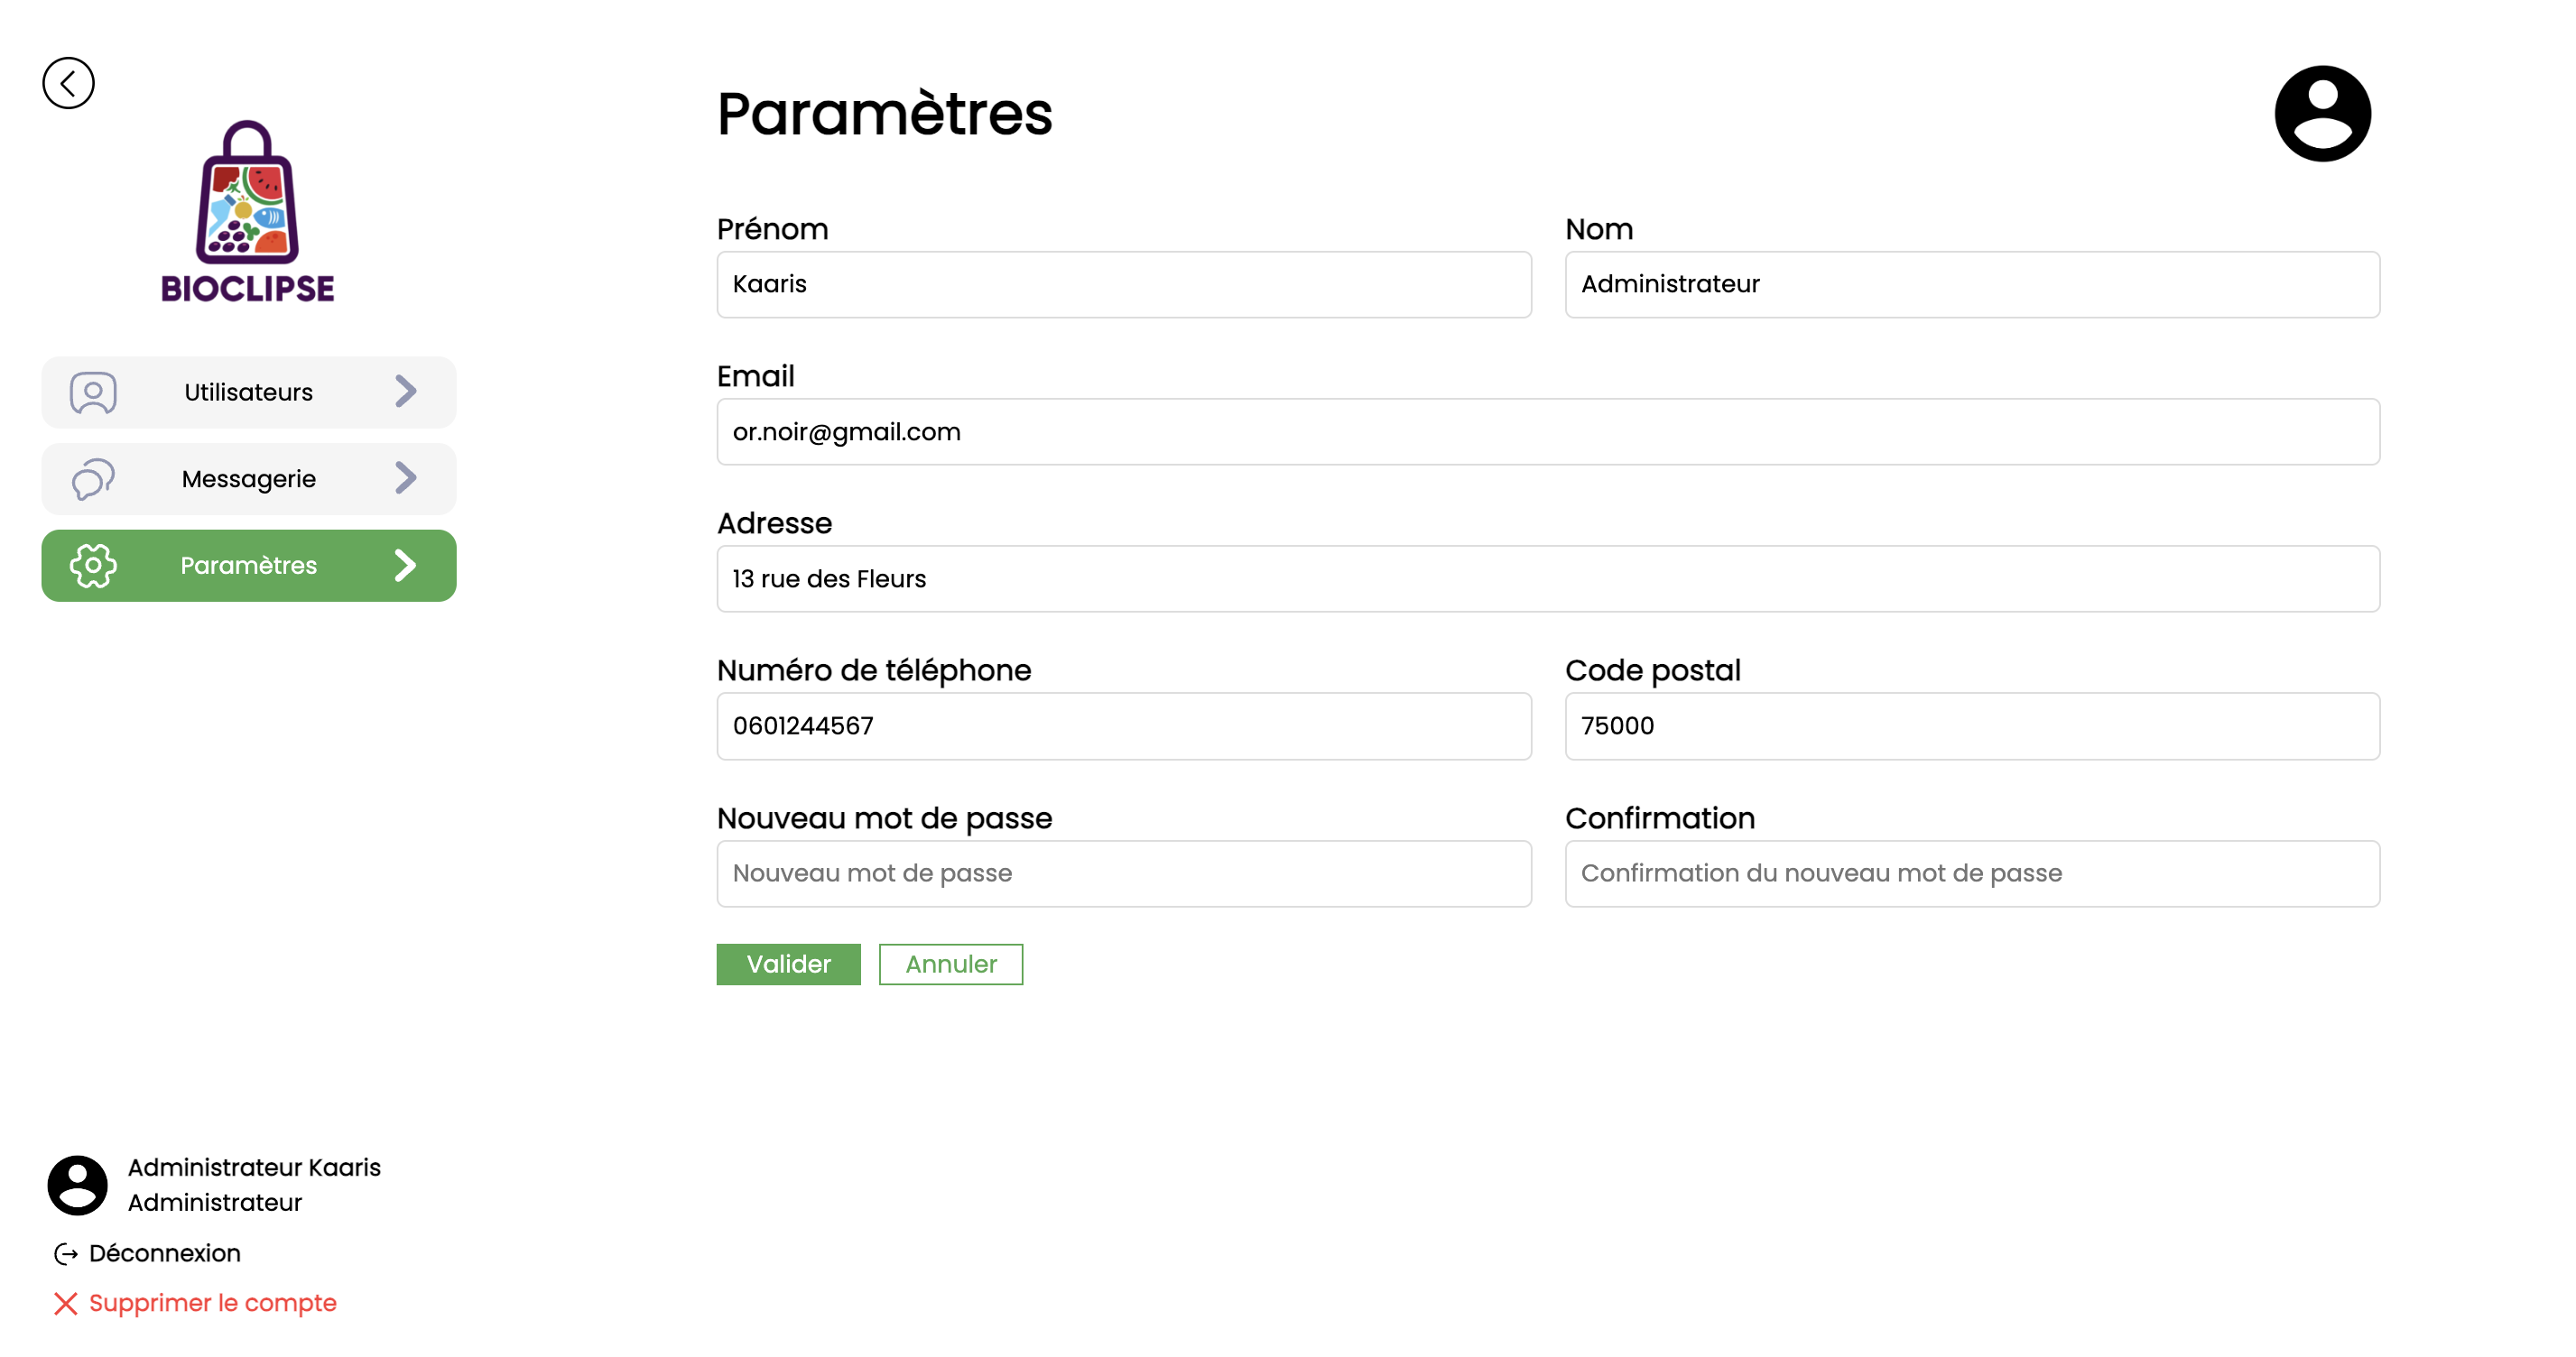 BIOCLIPSE
Utilisateurs
Messagerie
Paramètres
Administrateur Kaaris
Administrateur
Déconnexion
Supprimer le compte
Paramètres
Prénom
Kaaris
Nom
Administrateur
Email
or.noir@gmail.com
Adresse
13 rue des Fleurs
Numéro de téléphone
0601244567
Code postal
75000
Nouveau mot de passe
Nouveau mot de passe
Confirmation
Confirmation du nouveau mot de passe
Valider
Annuler